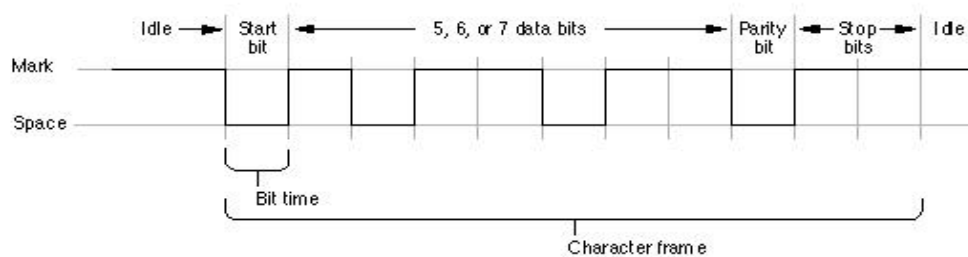 Idle
Start bit
5, 6, or 7 data bits
Parity bit
Stop bits
Idle
Mark
Space
Bit time
Character frame